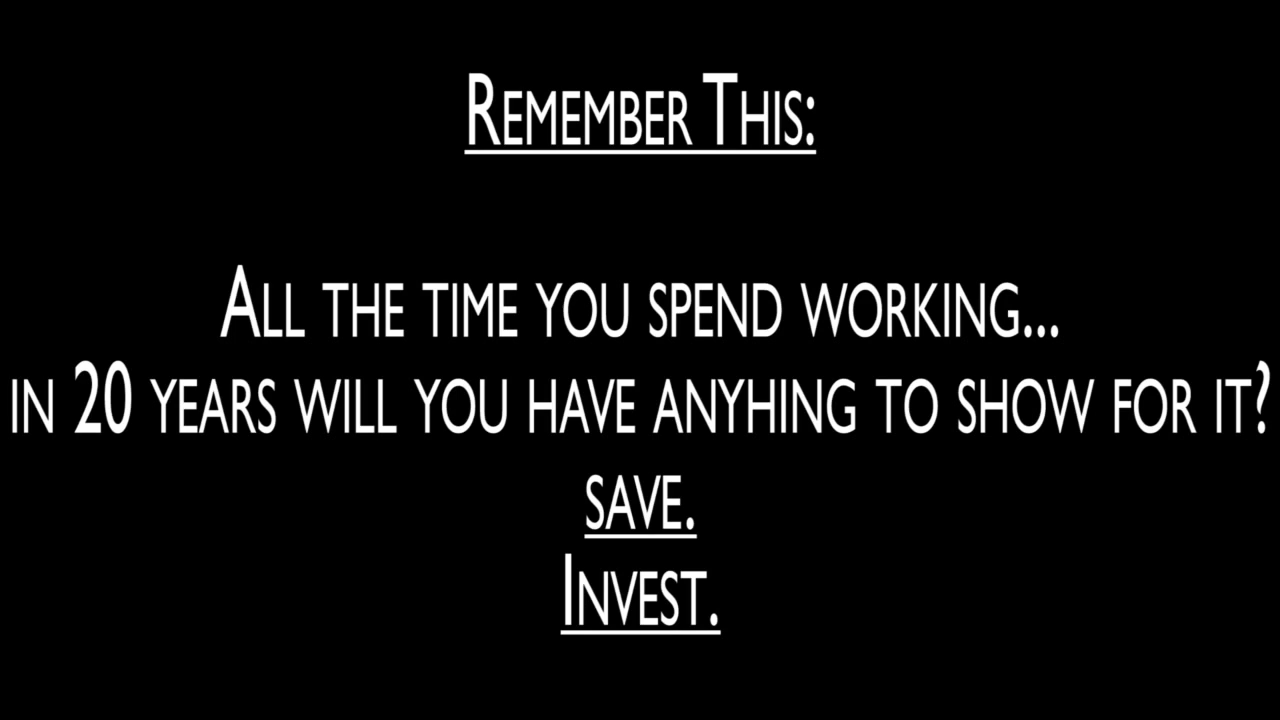 Remember This:
All the time you spend working...
in 20 years will you have anyhing to show for it?
save.
Invest.